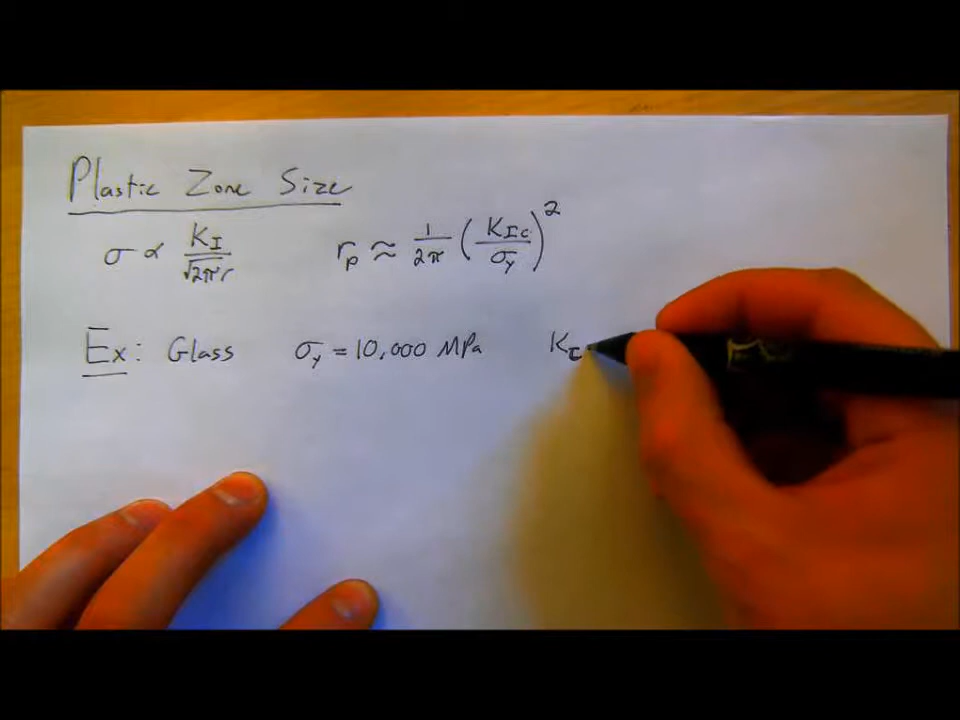 Plastic Zone Size
σ ∝ K_I / √(2πr)    r_p ≈ 1/(2π) (K_Ic / σ_y)^2
Ex: Glass    σ_y = 10,000 MPa    K_I